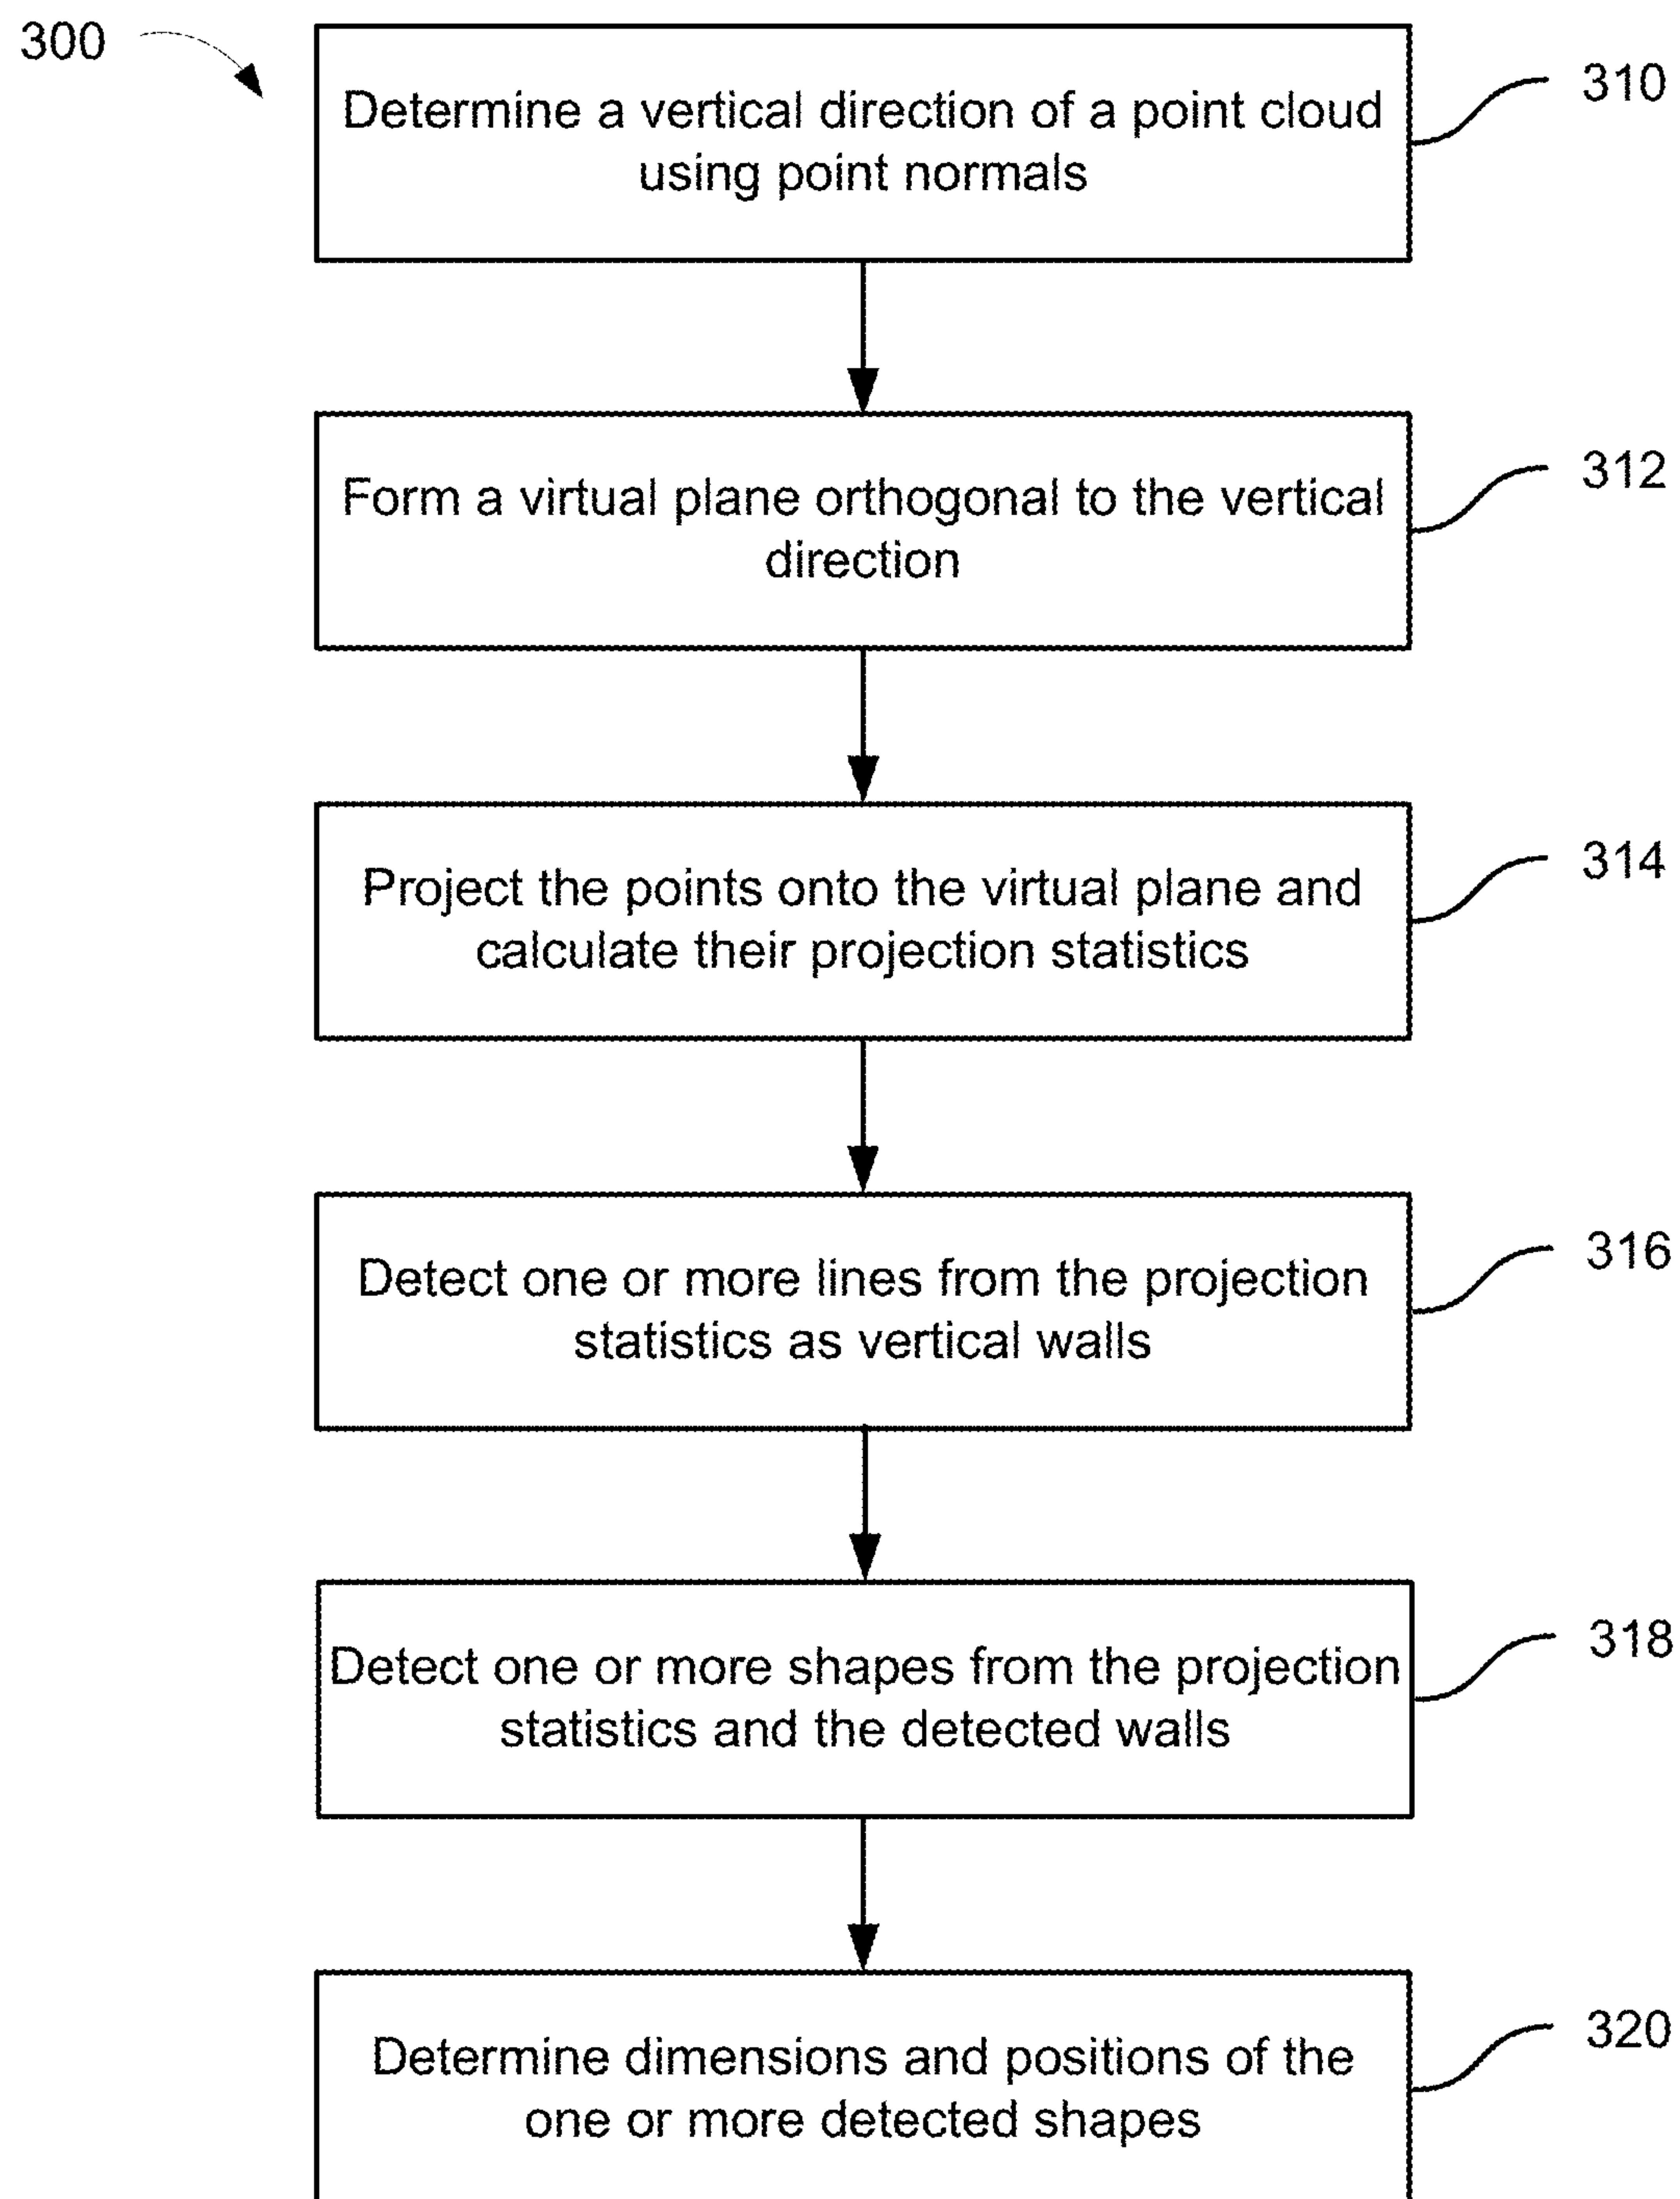 300
Determine a vertical direction of a point cloud
using point normals
310
Form a virtual plane orthogonal to the vertical
direction
312
Project the points onto the virtual plane and
calculate their projection statistics
314
Detect one or more lines from the projection
statistics as vertical walls
316
Detect one or more shapes from the projection
statistics and the detected walls
318
Determine dimensions and positions of the
one or more detected shapes
320